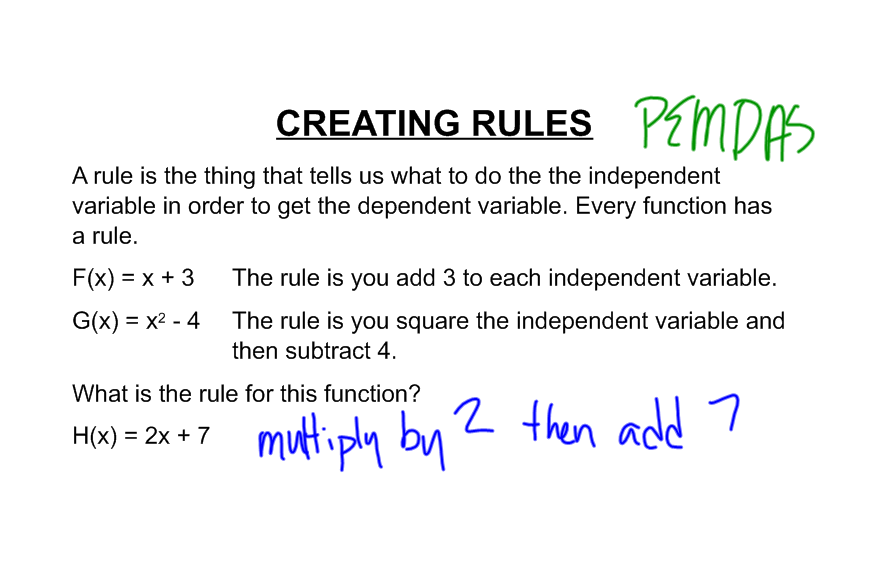 CREATING RULES PEMDAS
A rule is the thing that tells us what to do the the independent
variable in order to get the dependent variable. Every function has
a rule.
F(x) = x + 3 The rule is you add 3 to each independent variable.
G(x) = x² - 4 The rule is you square the independent variable and
then subtract 4.
What is the rule for this function?
H(x) = 2x + 7 multiply by 2 then add 7